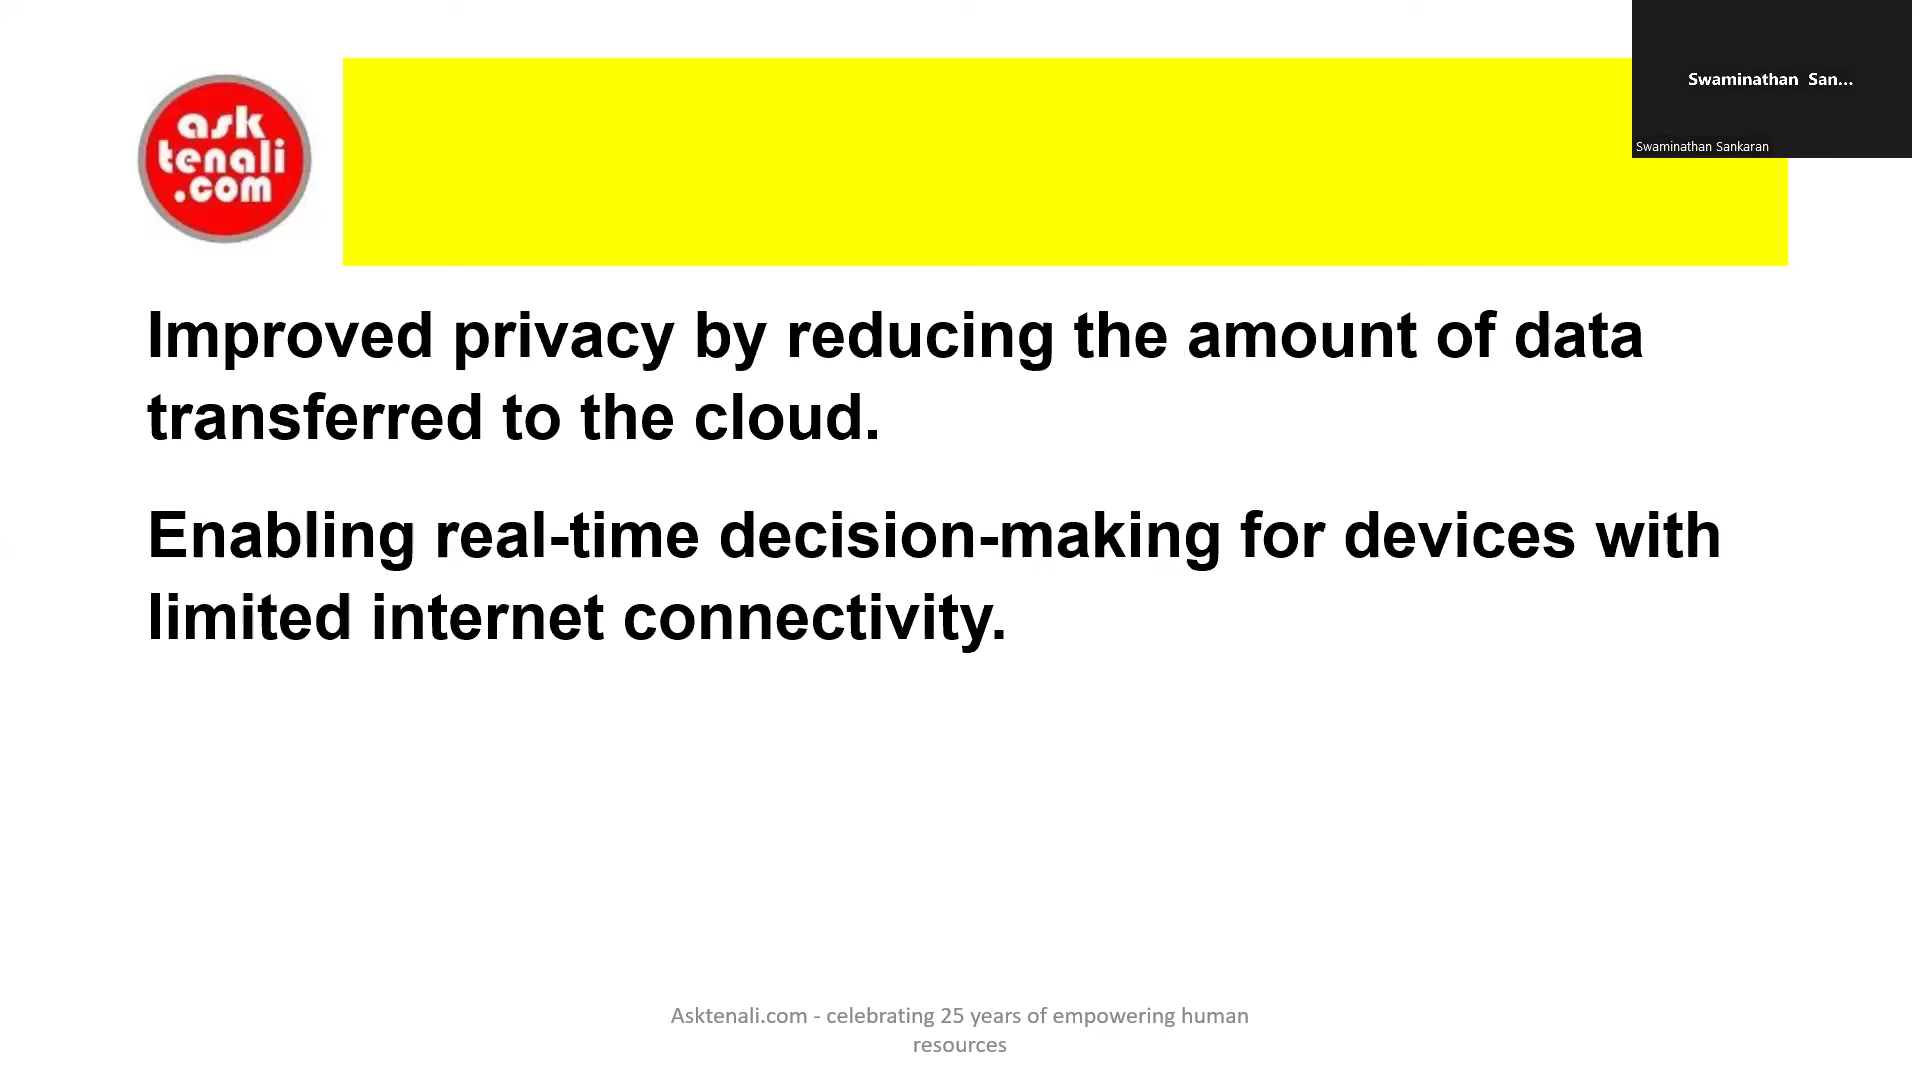 ask
tenali
.com
Swaminathan San...
Swaminathan Sankaran
Improved privacy by reducing the amount of data
transferred to the cloud.
Enabling real-time decision-making for devices with
limited internet connectivity.
Asktenali.com - celebrating 25 years of empowering human
resources